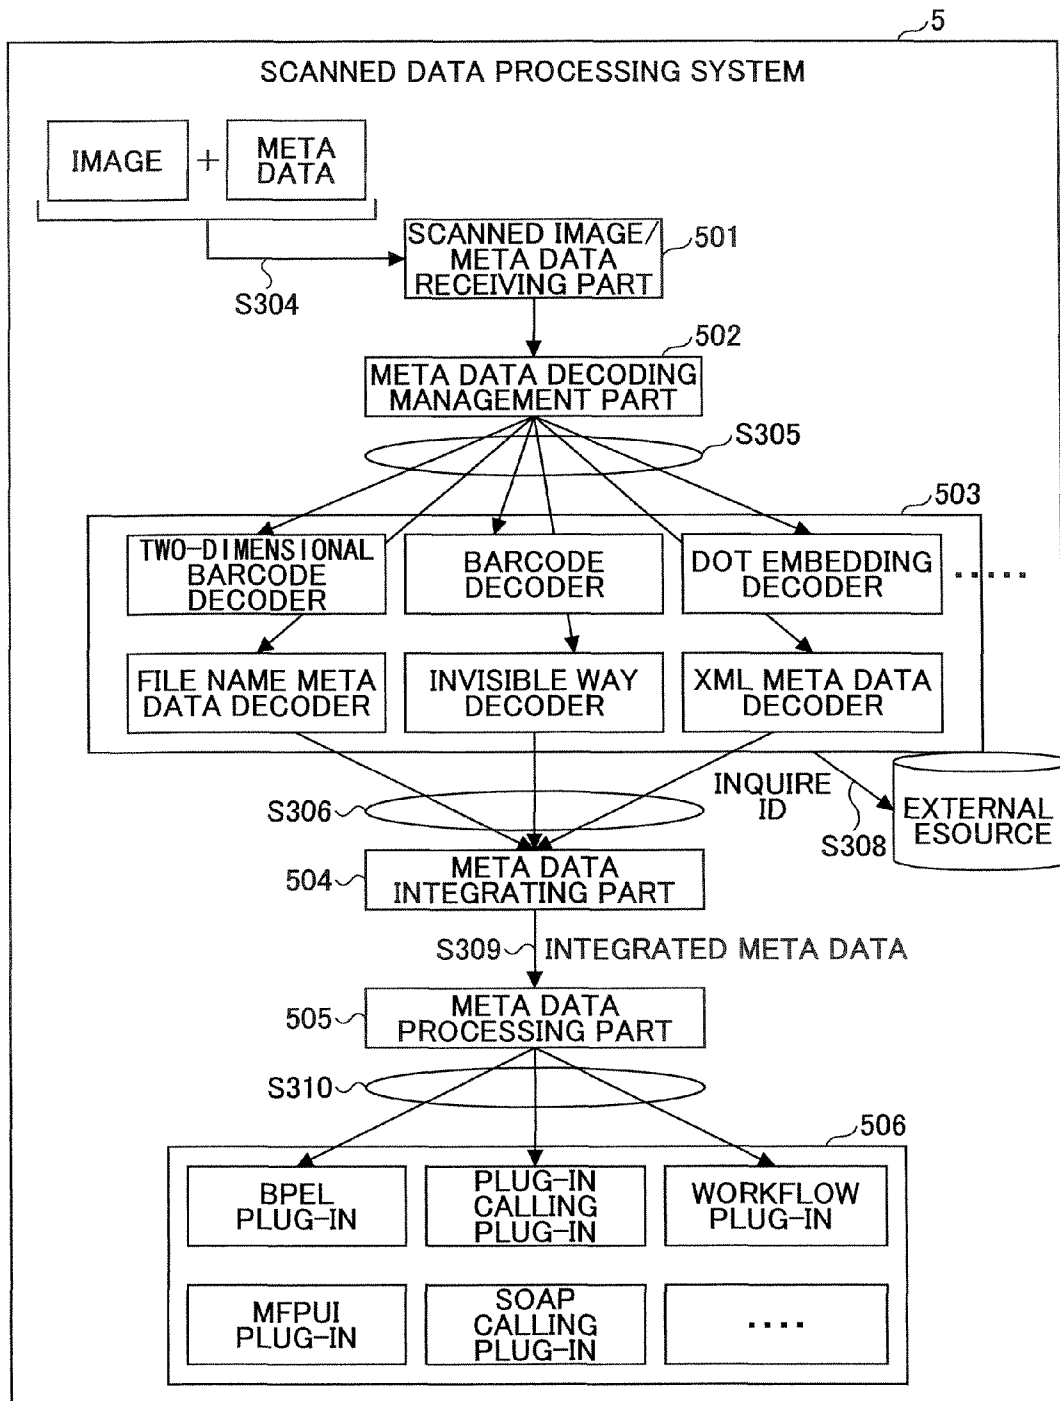 5
SCANNED DATA PROCESSING SYSTEM
IMAGE
+
META
DATA
SCANNED IMAGE/
META DATA
RECEIVING PART
501
S304
502
META DATA DECODING
MANAGEMENT PART
S305
503
TWO-DIMENSIONAL
BARCODE
DECODER
BARCODE
DECODER
DOT EMBEDDING
DECODER
.....
FILE NAME META
DATA DECODER
INVISIBLE WAY
DECODER
XML META DATA
DECODER
INQUIRE
ID
S308
EXTERNAL
ESOURCE
S306
504
META DATA
INTEGRATING PART
S309
INTEGRATED META DATA
505
META DATA
PROCESSING PART
S310
506
BPEL
PLUG-IN
PLUG-IN
CALLING
PLUG-IN
WORKFLOW
PLUG-IN
MFPUI
PLUG-IN
SOAP
CALLING
PLUG-IN
....